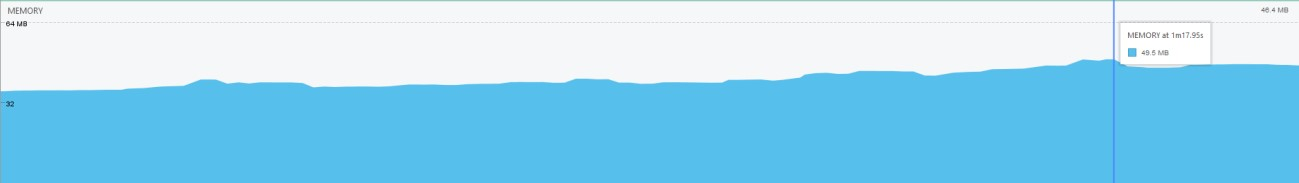 MEMORY
46.4 MB
64 MB
MEMORY at 1m17.95s
49.5 MB
32